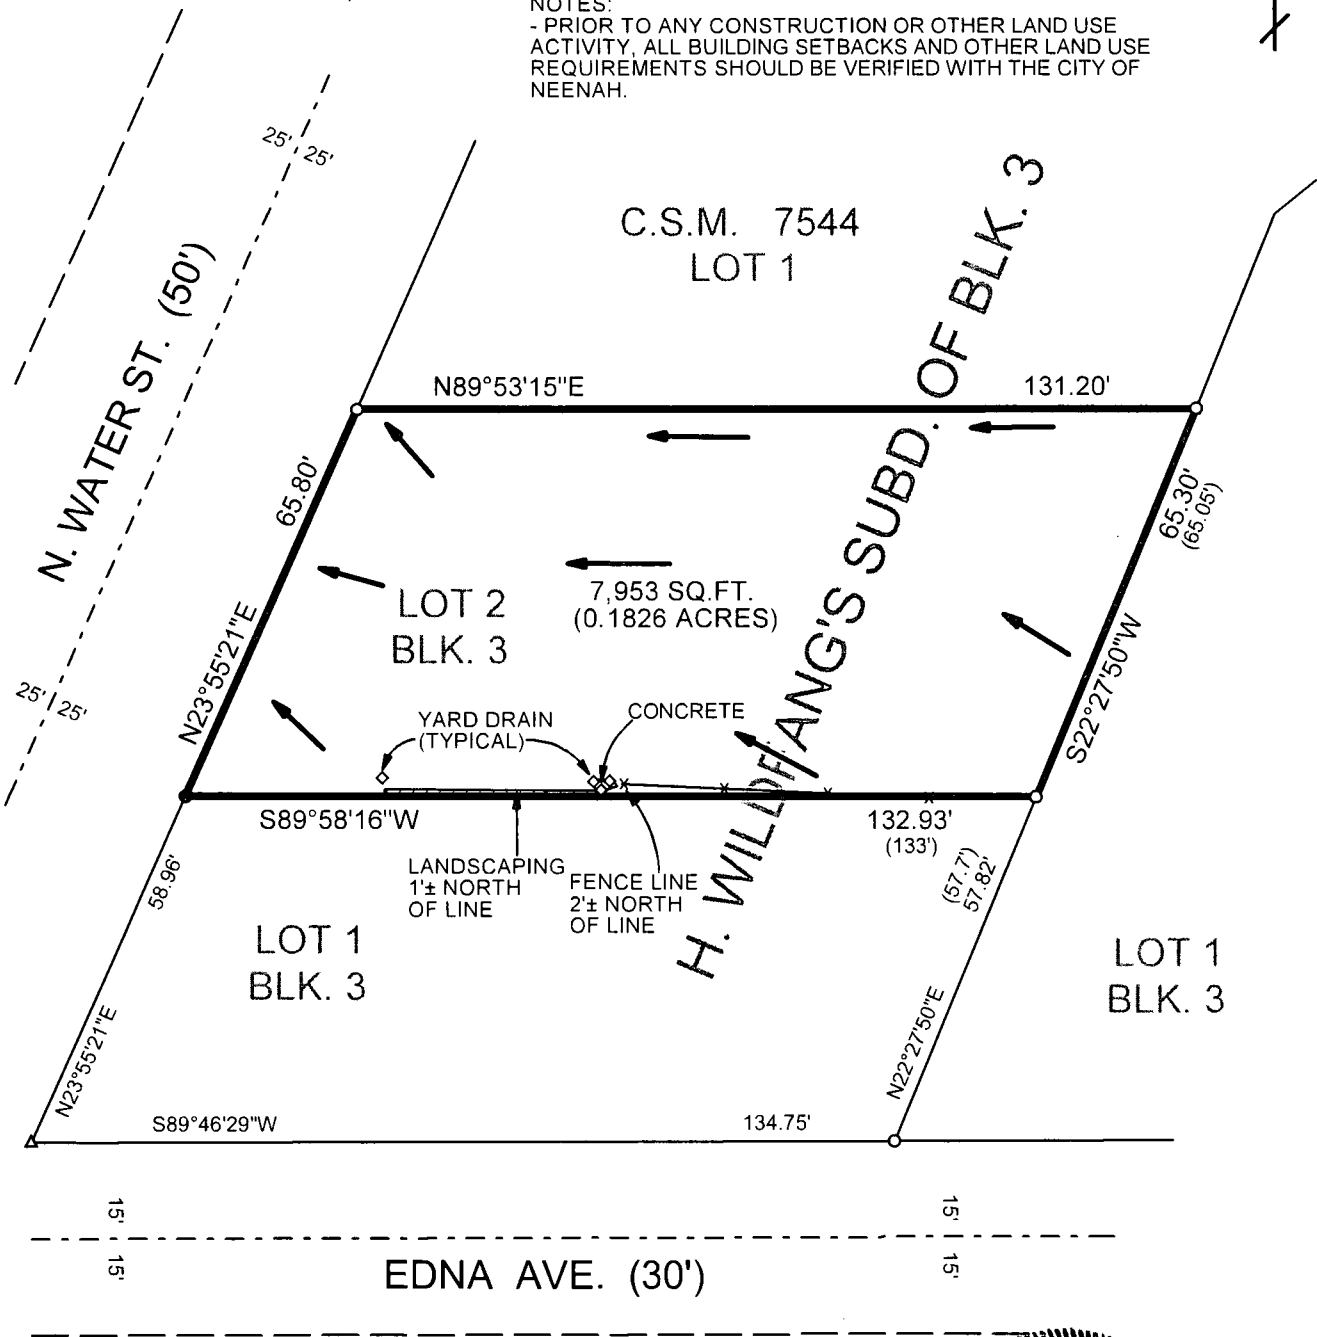 NOTES:
- PRIOR TO ANY CONSTRUCTION OR OTHER LAND USE
ACTIVITY, ALL BUILDING SETBACKS AND OTHER LAND USE
REQUIREMENTS SHOULD BE VERIFIED WITH THE CITY OF
NEENAH.
25' 25'
C.S.M. 7544
LOT 1
N. WATER ST. (50')
H. WILLDFANG'S SUBD. OF BLK. 3
N89°53'15"E
131.20'
65.80'
65.30'
(65.05')
7,953 SQ.FT.
(0.1826 ACRES)
LOT 2
BLK. 3
N23°55'21"E
S22°27'50"W
25' 25'
YARD DRAIN
(TYPICAL)
CONCRETE
S89°58'16"W
132.93'
(133')
58.96'
LANDSCAPING
1'± NORTH
OF LINE
FENCE LINE
2'± NORTH
OF LINE
(57.7')
57.82'
LOT 1
BLK. 3
LOT 1
BLK. 3
N23°55'21"E
N22°27'50"E
S89°46'29"W
134.75'
15'
15'
15'
15'
EDNA AVE. (30')